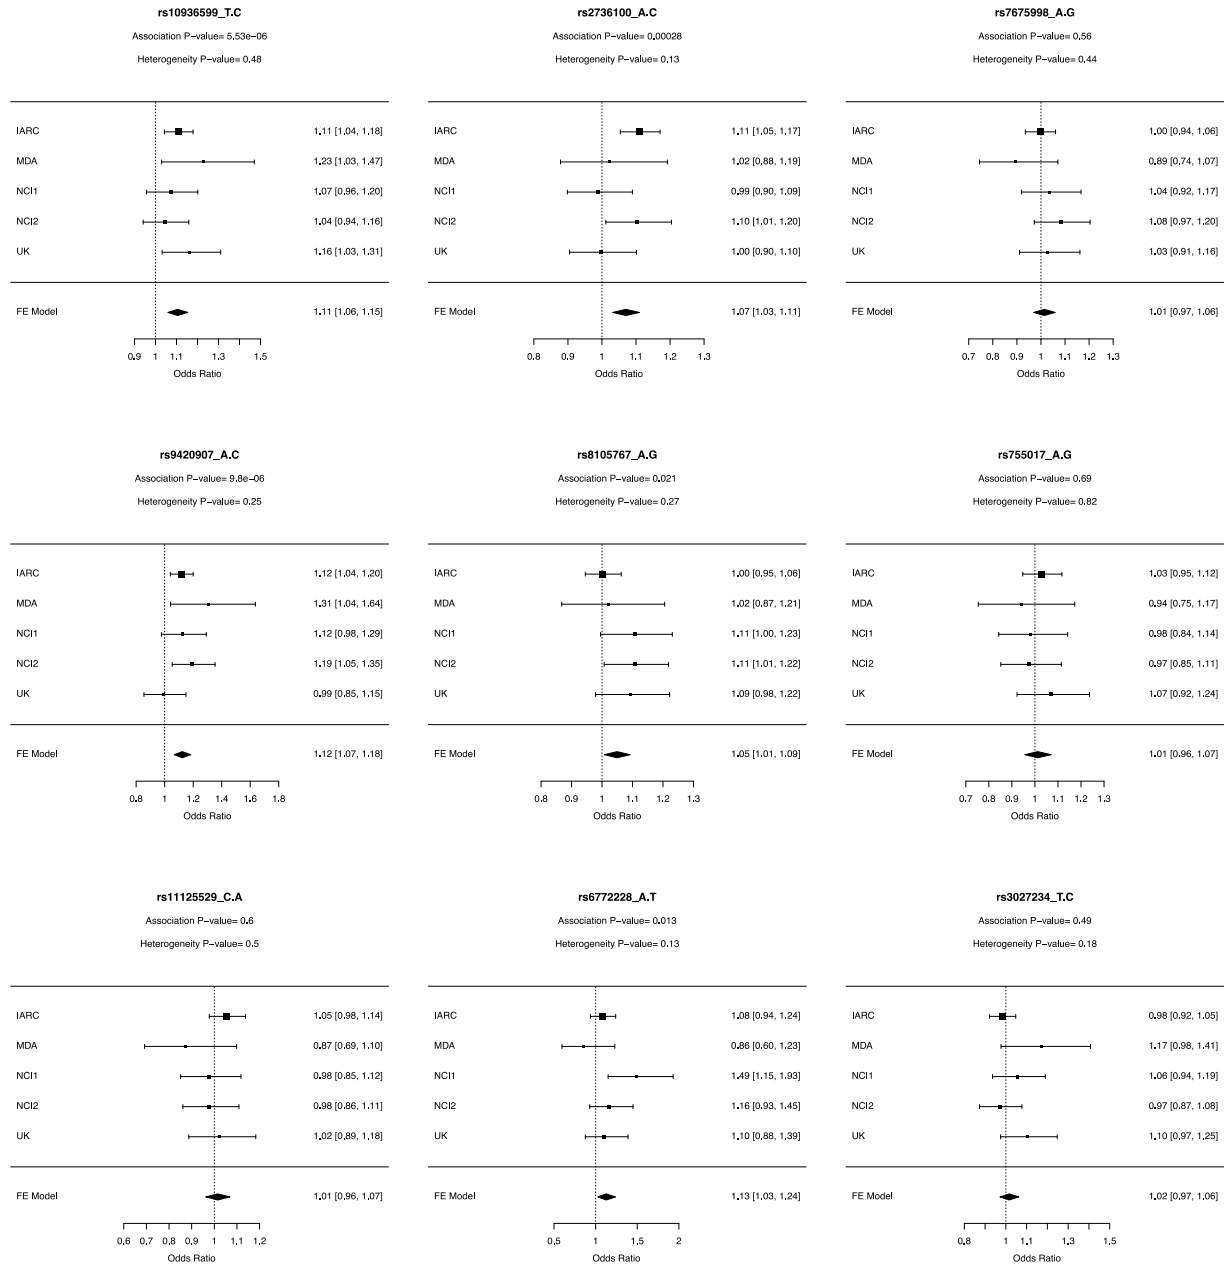 rs10936599_T.C
Association P-value= 5.53e-06
Heterogeneity P-value= 0.48
IARC 1.11 [1.04, 1.18]
MDA 1.23 [1.03, 1.47]
NCI1 1.07 [0.96, 1.20]
NCI2 1.04 [0.94, 1.16]
UK 1.16 [1.03, 1.31]
FE Model 1.11 [1.06, 1.15]
0.9 1 1.1 1.3 1.5
Odds Ratio
rs2736100_A.C
Association P-value= 0.00028
Heterogeneity P-value= 0.13
IARC 1.11 [1.05, 1.17]
MDA 1.02 [0.88, 1.19]
NCI1 0.99 [0.90, 1.09]
NCI2 1.10 [1.01, 1.20]
UK 1.00 [0.90, 1.10]
FE Model 1.07 [1.03, 1.11]
0.8 0.9 1 1.1 1.2 1.3
Odds Ratio
rs7675998_A.G
Association P-value= 0.56
Heterogeneity P-value= 0.44
IARC 1.00 [0.94, 1.06]
MDA 0.89 [0.74, 1.07]
NCI1 1.04 [0.92, 1.17]
NCI2 1.08 [0.97, 1.20]
UK 1.03 [0.91, 1.16]
FE Model 1.01 [0.97, 1.06]
0.7 0.8 0.9 1 1.1 1.2 1.3
Odds Ratio
rs9420907_A.C
Association P-value= 9.8e-06
Heterogeneity P-value= 0.25
IARC 1.12 [1.04, 1.20]
MDA 1.31 [1.04, 1.64]
NCI1 1.12 [0.98, 1.29]
NCI2 1.19 [1.05, 1.35]
UK 0.99 [0.85, 1.15]
FE Model 1.12 [1.07, 1.18]
0.8 1 1.2 1.4 1.6 1.8
Odds Ratio
rs8105767_A.G
Association P-value= 0.021
Heterogeneity P-value= 0.27
IARC 1.00 [0.95, 1.06]
MDA 1.02 [0.87, 1.21]
NCI1 1.11 [1.00, 1.23]
NCI2 1.11 [1.01, 1.22]
UK 1.09 [0.98, 1.22]
FE Model 1.05 [1.01, 1.09]
0.8 0.9 1 1.1 1.2 1.3
Odds Ratio
rs755017_A.G
Association P-value= 0.69
Heterogeneity P-value= 0.82
IARC 1.03 [0.95, 1.12]
MDA 0.94 [0.75, 1.17]
NCI1 0.98 [0.84, 1.14]
NCI2 0.97 [0.85, 1.11]
UK 1.07 [0.92, 1.24]
FE Model 1.01 [0.96, 1.07]
0.7 0.8 0.9 1 1.1 1.2 1.3
Odds Ratio
rs11125529_C.A
Association P-value= 0.6
Heterogeneity P-value= 0.5
IARC 1.05 [0.98, 1.14]
MDA 0.87 [0.69, 1.10]
NCI1 0.98 [0.85, 1.12]
NCI2 0.98 [0.86, 1.11]
UK 1.02 [0.89, 1.18]
FE Model 1.01 [0.96, 1.07]
0.6 0.7 0.8 0.9 1 1.1 1.2
Odds Ratio
rs6772228_A.T
Association P-value= 0.013
Heterogeneity P-value= 0.13
IARC 1.08 [0.94, 1.24]
MDA 0.86 [0.60, 1.23]
NCI1 1.49 [1.15, 1.93]
NCI2 1.16 [0.93, 1.45]
UK 1.10 [0.88, 1.39]
FE Model 1.13 [1.03, 1.24]
0.5 1 1.5 2
Odds Ratio
rs3027234_T.C
Association P-value= 0.49
Heterogeneity P-value= 0.18
IARC 0.98 [0.92, 1.05]
MDA 1.17 [0.98, 1.41]
NCI1 1.06 [0.94, 1.19]
NCI2 0.97 [0.87, 1.08]
UK 1.10 [0.97, 1.25]
FE Model 1.02 [0.97, 1.06]
0.8 1 1.1 1.3 1.5
Odds Ratio